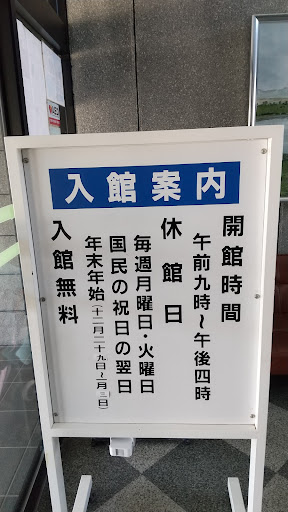 入館案内
開館時間
午前九時～午後四時
休館日
毎週月曜日・火曜日
国民の祝日の翌日
年末年始(十二月二十九日～一月三日)
入館無料